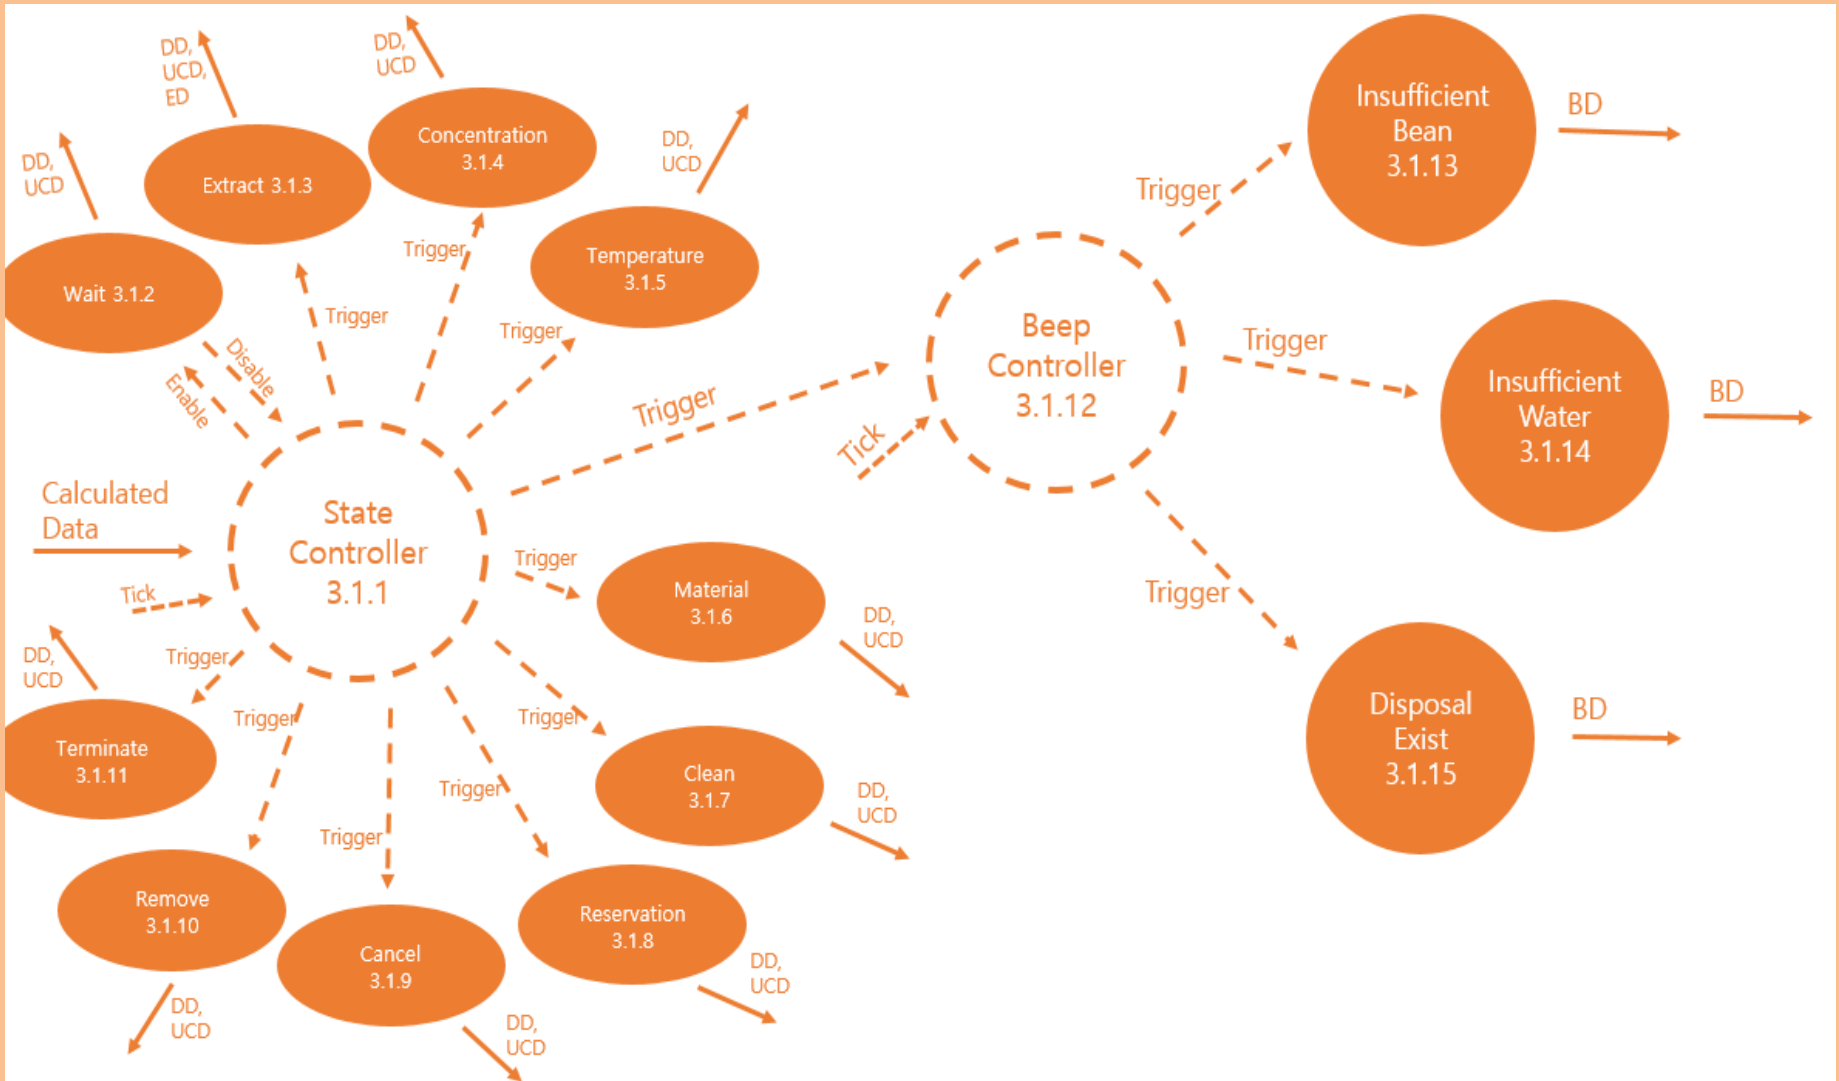 DD,
UCD,
ED
DD,
UCD
DD,
UCD
DD,
UCD
Concentration
3.1.4
Extract 3.1.3
Wait 3.1.2
Temperature
3.1.5
Trigger
Trigger
Trigger
Disable
Enable
Calculated
Data
Tick
State
Controller
3.1.1
Trigger
Tick
Beep
Controller
3.1.12
Trigger
Insufficient
Bean
3.1.13
BD
Trigger
Insufficient
Water
3.1.14
BD
Trigger
Disposal
Exist
3.1.15
BD
Trigger
Material
3.1.6
DD,
UCD
Trigger
Clean
3.1.7
DD,
UCD
Trigger
Reservation
3.1.8
DD,
UCD
Trigger
Cancel
3.1.9
DD,
UCD
Trigger
Remove
3.1.10
DD,
UCD
Trigger
Terminate
3.1.11
DD,
UCD